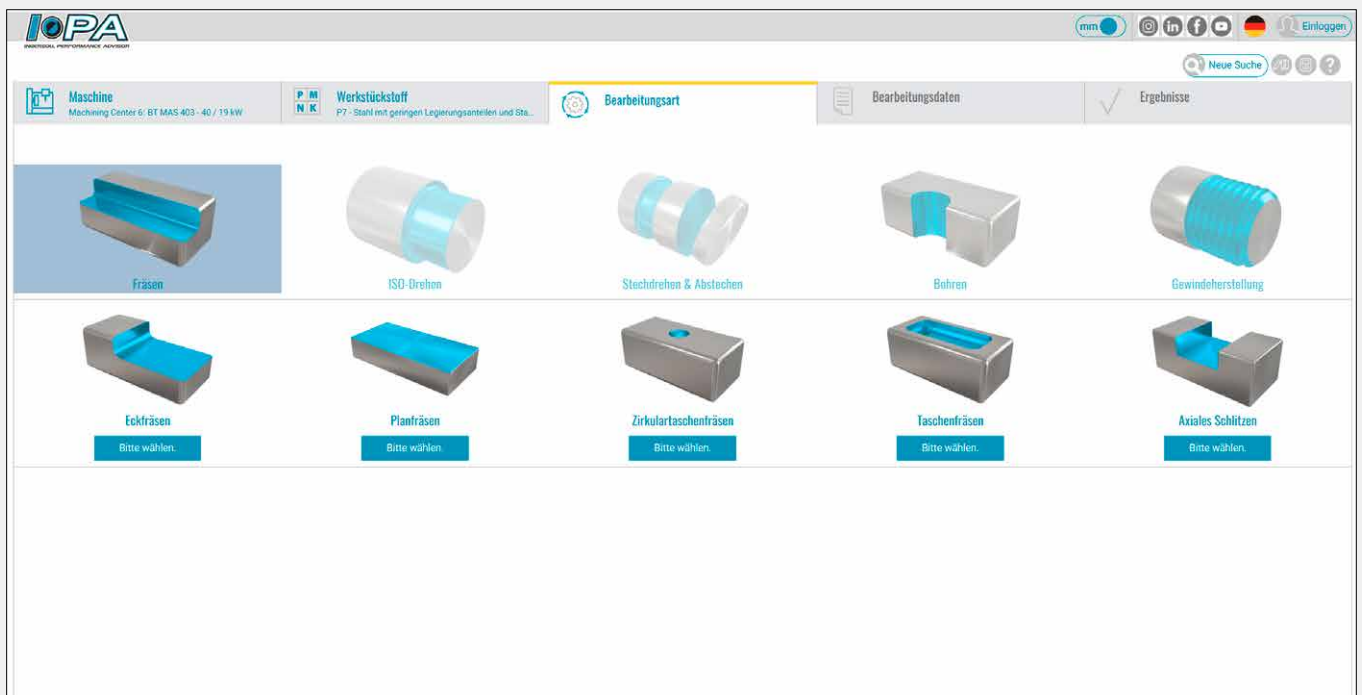 IOPA
INGERSOLL PERFORMANCE ADVISOR
mm
Einloggen
Neue Suche
Maschine
Machining Center 6: BT MAS 403 - 40 / 19 kW
P M
N K
Werkstückstoff
P7 - Stahl mit geringen Legierungsanteilen und Sta...
Bearbeitungsart
Bearbeitungsdaten
Ergebnisse
Fräsen
ISO-Drehen
Stechdrehen & Abstechen
Bohren
Gewindeherstellung
Eckfräsen
Planfräsen
Zirkulartaschenfräsen
Taschenfräsen
Axiales Schlitzen
Bitte wählen.
Bitte wählen.
Bitte wählen.
Bitte wählen.
Bitte wählen.